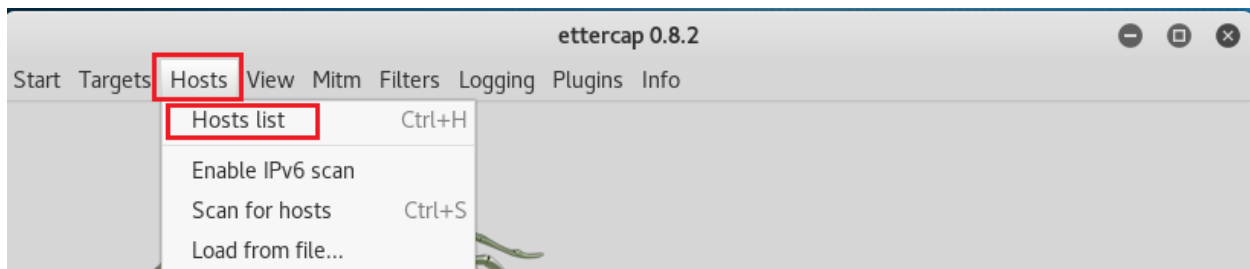 ettercap 0.8.2
Start Targets Hosts View Mitm Filters Logging Plugins Info
Hosts list Ctrl+H
Enable IPv6 scan
Scan for hosts Ctrl+S
Load from file...